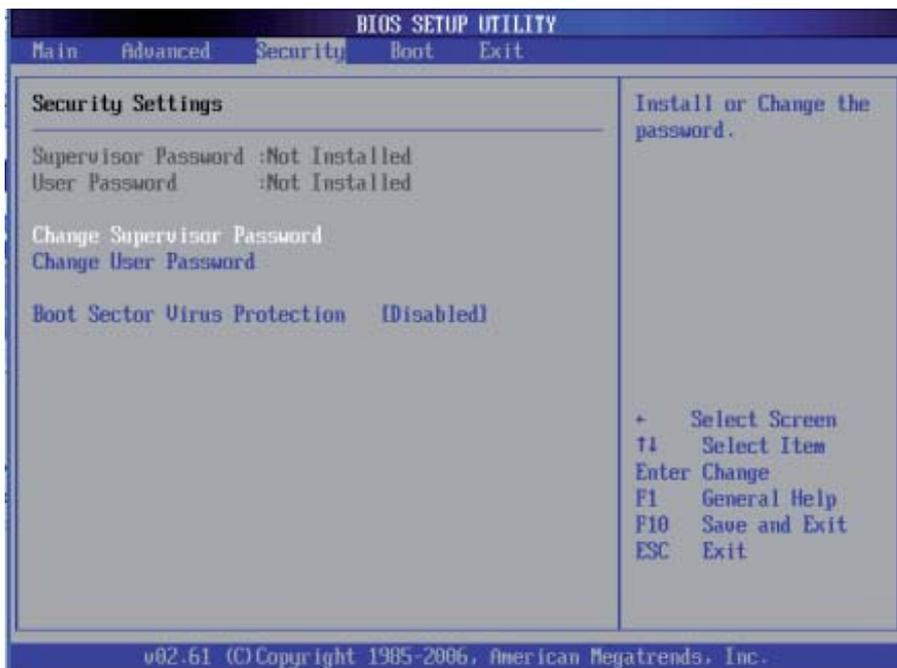 BIOS SETUP UTILITY
Main Advanced Security Boot Exit
Security Settings
Supervisor Password :Not Installed
User Password :Not Installed
Change Supervisor Password
Change User Password
Boot Sector Virus Protection [Disabled]
Install or Change the
password.
← Select Screen
↑↓ Select Item
Enter Change
F1 General Help
F10 Save and Exit
ESC Exit
v02.61 (C)Copyright 1985-2006, American Megatrends, Inc.